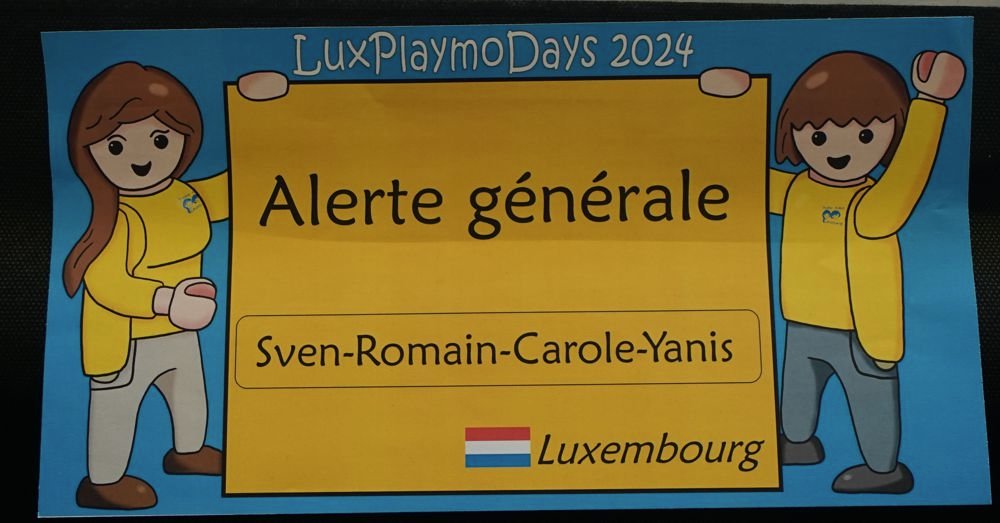 LuxPlaymoDays 2024
Alerte générale
Sven-Romain-Carole-Yanis
Luxembourg